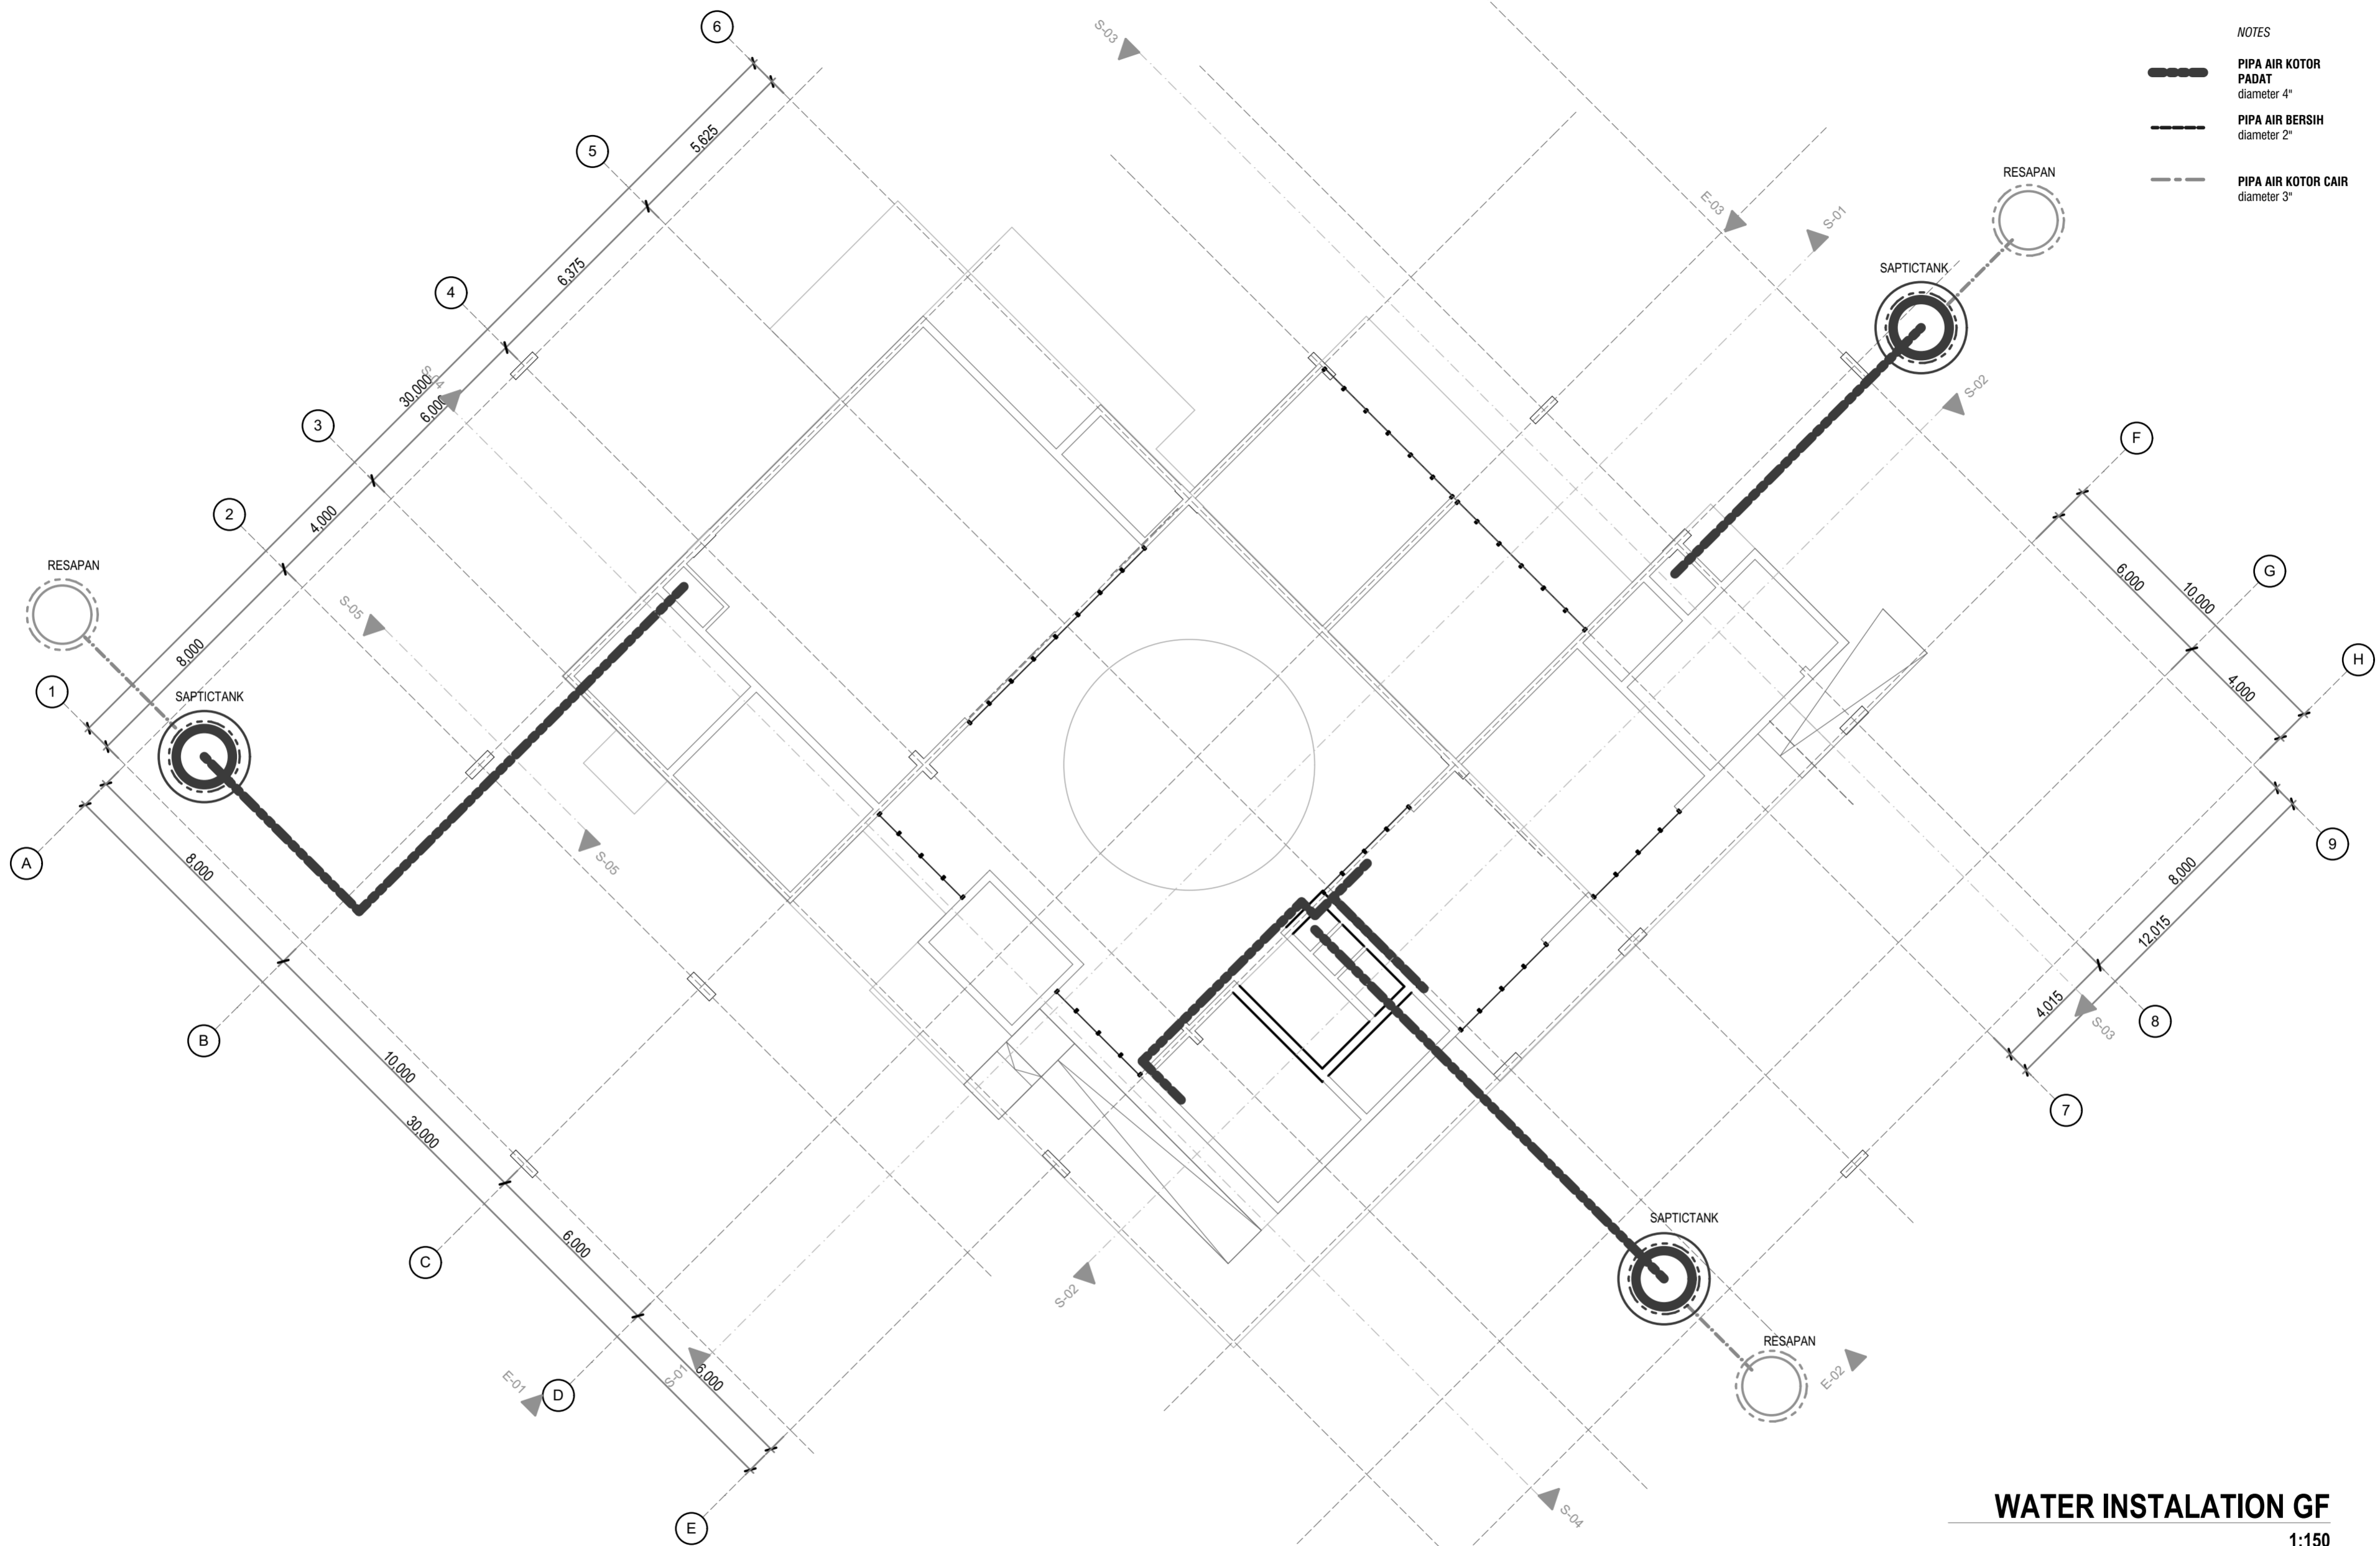 NOTES
PIPA AIR KOTOR
PADAT
diameter 4"
PIPA AIR BERSIH
diameter 2"
PIPA AIR KOTOR CAIR
diameter 3"
6
S-03
5,625
5
RESAPAN
E-03
S-01
6,375
SAPTICTANK
4
30,000
S-04
6,000
S-02
3
F
2
4,000
RESAPAN
G
6,000
10,000
S-05
8,000
H
1
SAPTICTANK
4,000
A
8,000
S-05
9
8,000
12,015
4,015
8
S-03
B
10,000
7
30,000
SAPTICTANK
C
6,000
S-02
RESAPAN
6,000
S-01
E-01
D
E-02
S-04
E
WATER INSTALATION GF
1:150